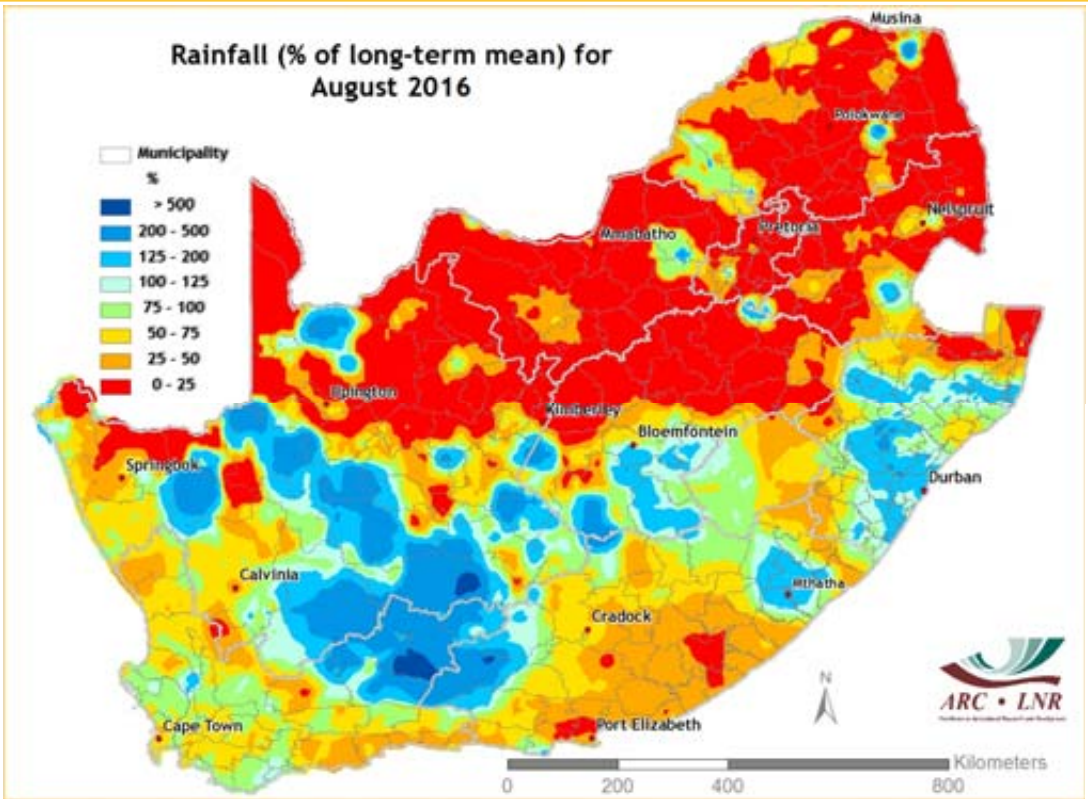 Musina
Rainfall (% of long-term mean) for
August 2016
Polokwane
Municipality
%
> 500
200 - 500
125 - 200
100 - 125
75 - 100
50 - 75
25 - 50
0 - 25
Nelspruit
Mmabatho
Pretoria
Upington
Kimberley
Bloemfontein
Springbok
Durban
Calvinia
Mthatha
Cradock
N
ARC • LNR
Cape Town
Port Elizabeth
Kilometers
0 200 400 800